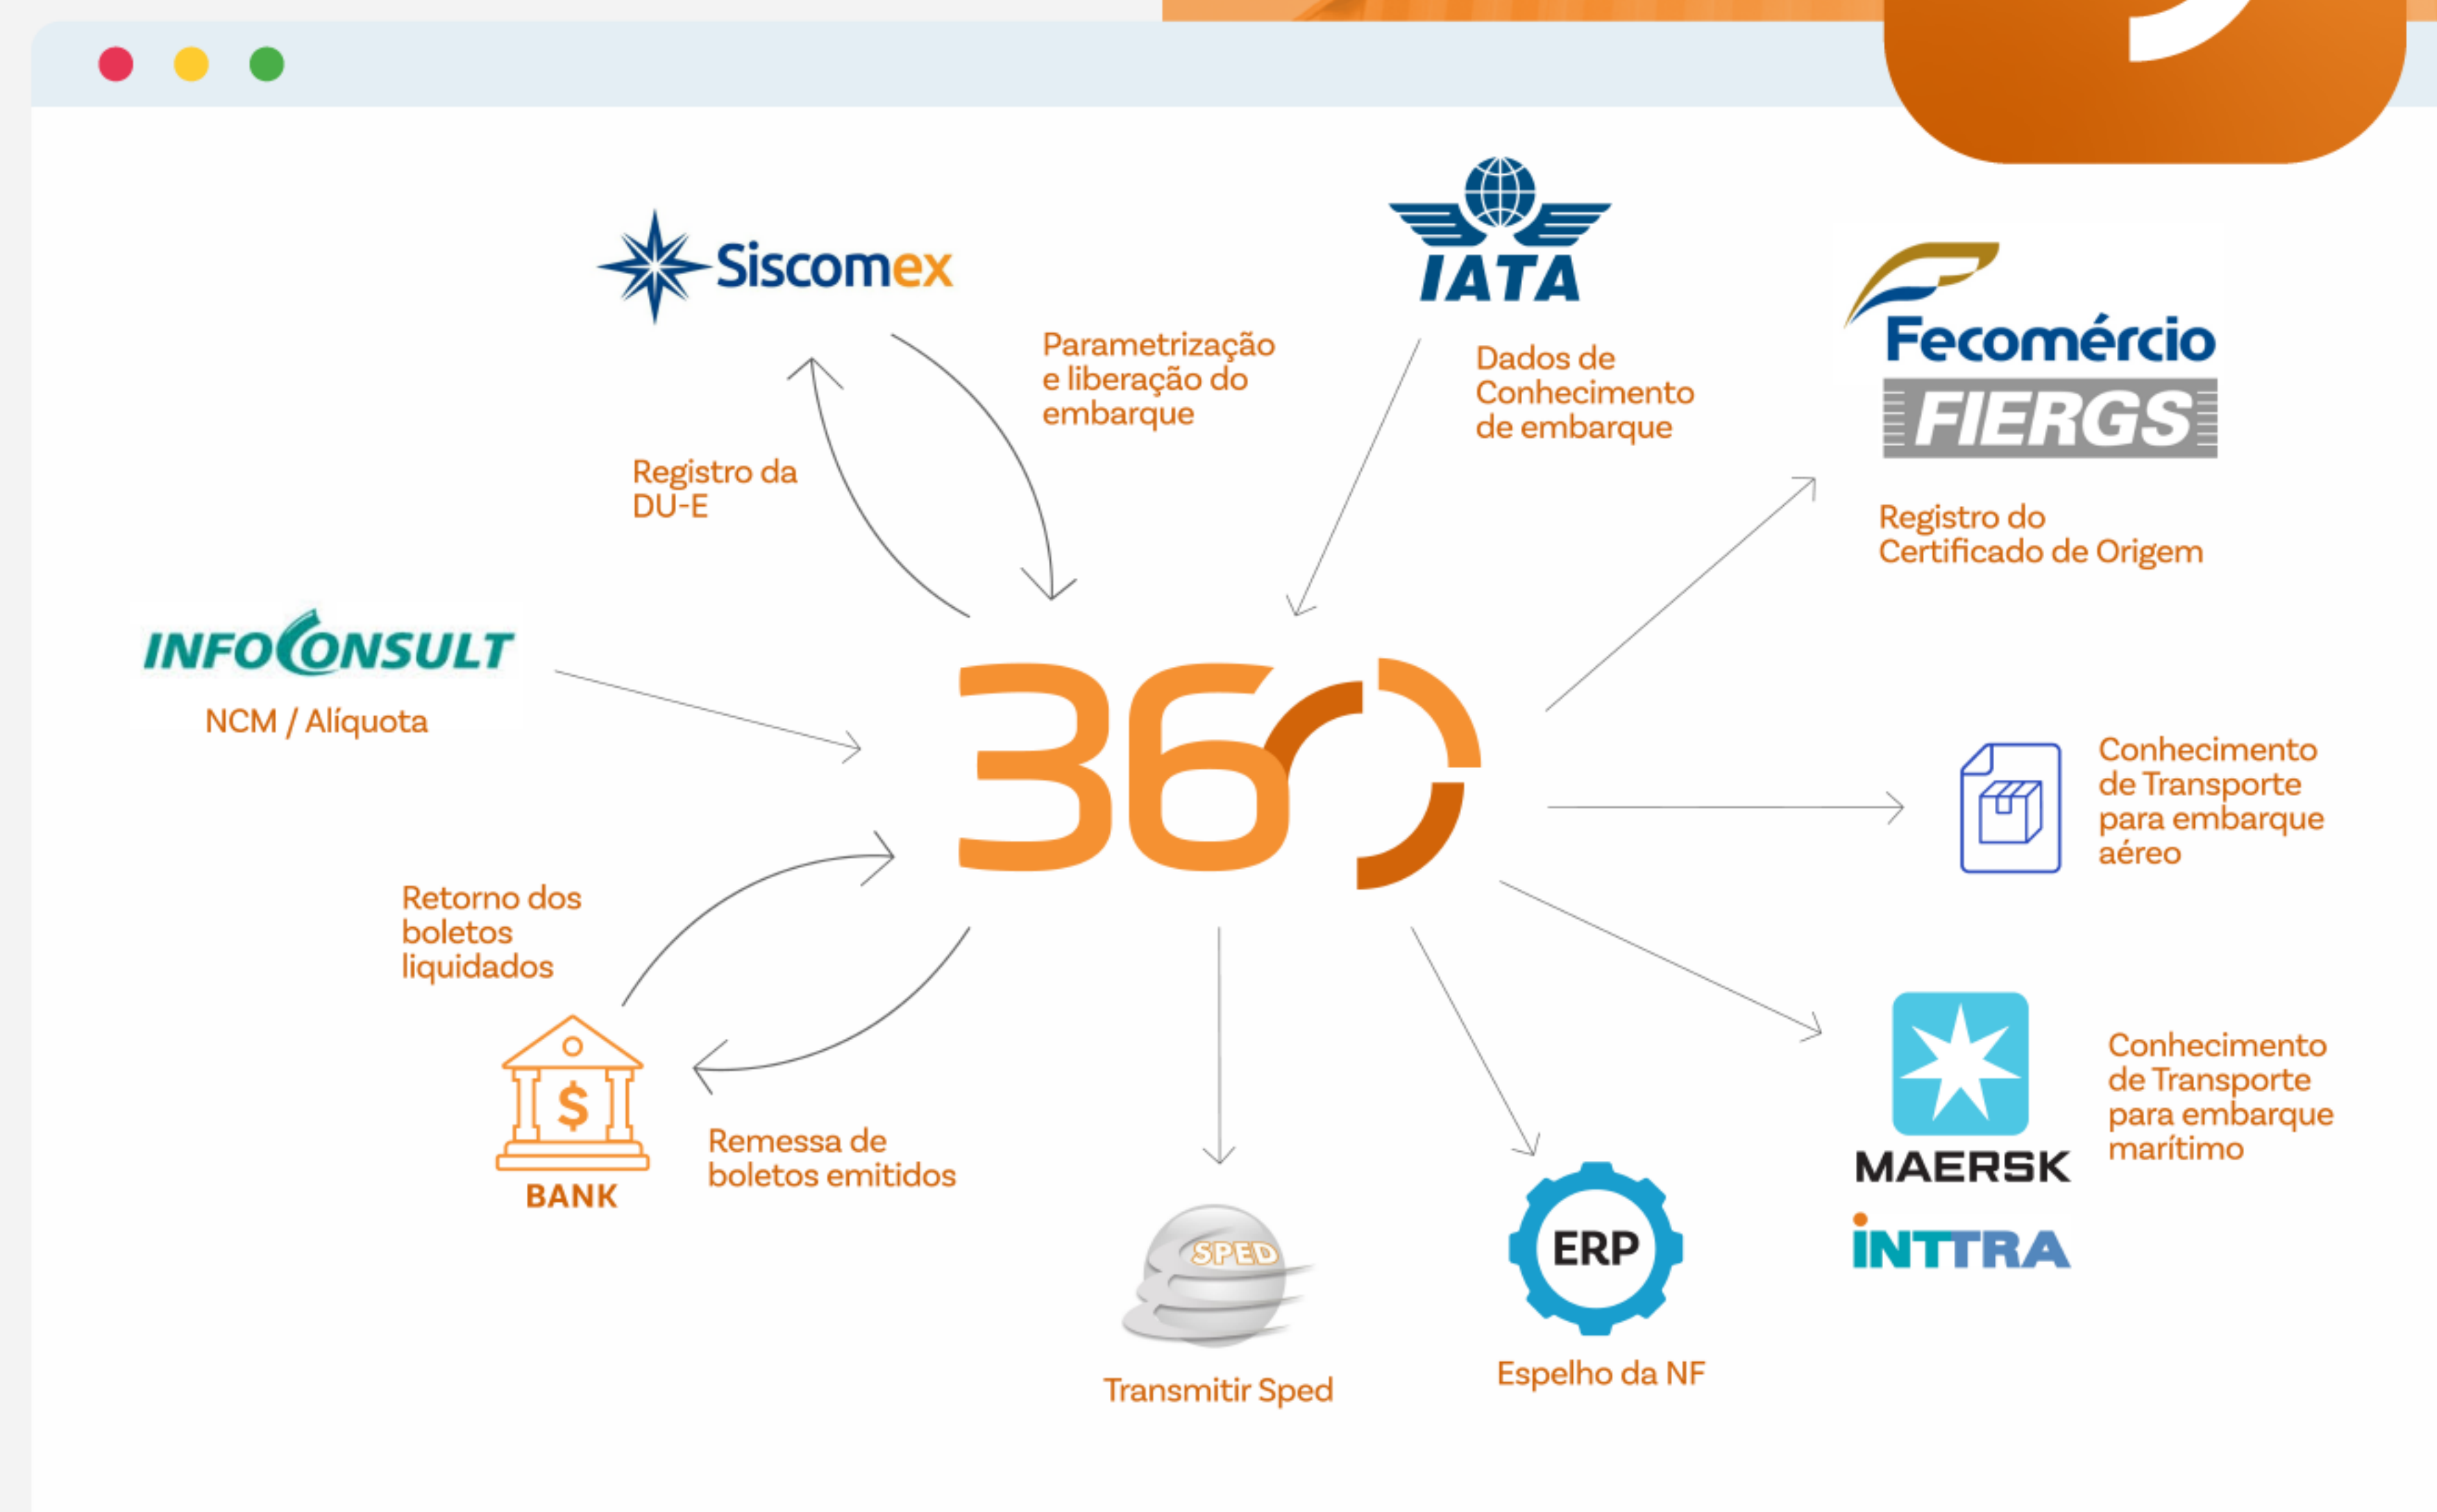 Siscomex
IATA
Fecomércio
FIERGS
Parametrização
e liberação do
embarque
Dados de
Conhecimento
de embarque
Registro da
DU-E
Registro do
Certificado de Origem
INFOCONSULT
NCM / Alíquota
360
Conhecimento
de Transporte
para embarque
aéreo
Retorno dos
boletos
liquidados
$
BANK
Remessa de
boletos emitidos
MAERSK
INTTRA
Conhecimento
de Transporte
para embarque
marítimo
SPED
Transmitir Sped
ERP
Espelho da NF